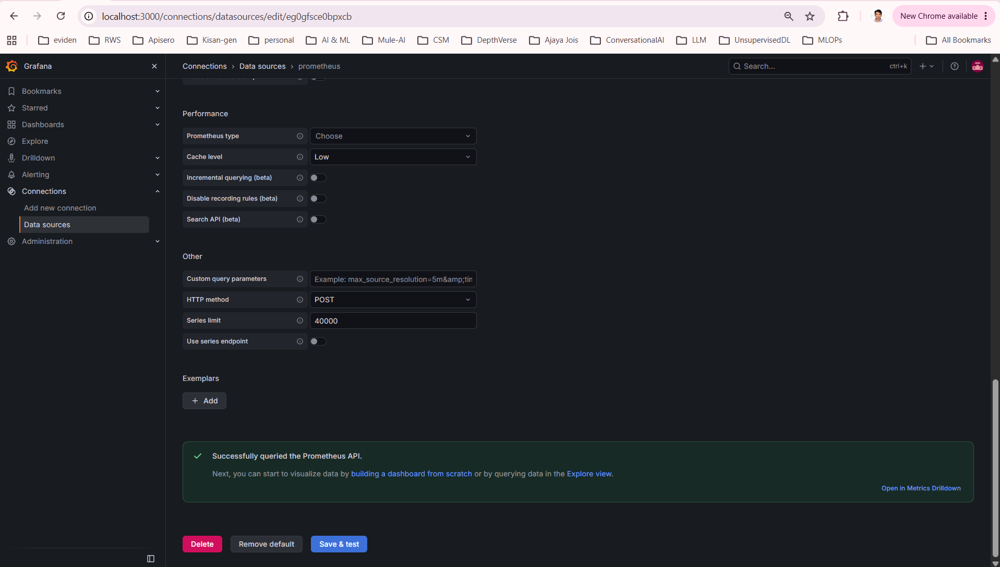 localhost:3000/connections/datasources/edit/eg0gfsce0bpxcb
New Chrome available
eviden RWS Apisero Kisan-gen personal AI & ML Mule-AI CSM DepthVerse Ajaya Jois ConversationalAI LLM UnsupervisedDL MLOPs All Bookmarks
Grafana
Connections › Data sources › prometheus
Search... ctrl+k
Bookmarks
Starred
Dashboards
Explore
Drilldown
Alerting
Connections
Add new connection
Data sources
Administration
Performance
Prometheus type Choose
Cache level Low
Incremental querying (beta)
Disable recording rules (beta)
Search API (beta)
Other
Custom query parameters Example: max_source_resolution=5m&amp;tin
HTTP method POST
Series limit 40000
Use series endpoint
Exemplars
+ Add
Successfully queried the Prometheus API.
Next, you can start to visualize data by building a dashboard from scratch or by querying data in the Explore view.
Open in Metrics Drilldown
Delete Remove default Save & test